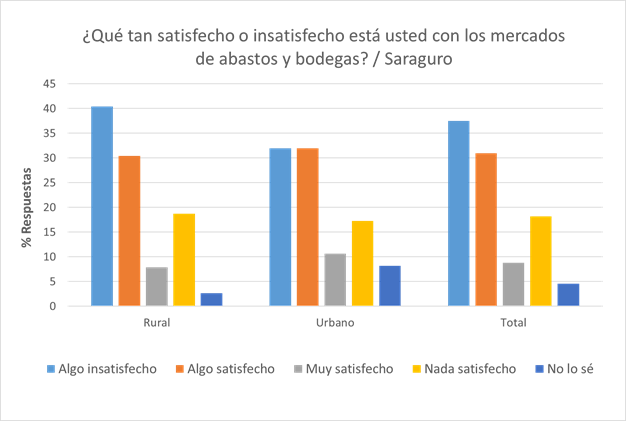 ¿Qué tan satisfecho o insatisfecho está usted con los mercados
de abastos y bodegas? / Saraguro
45
40
35
30
25
20
15
10
5
0
% Respuestas
Rural Urbano Total
Algo insatisfecho Algo satisfecho Muy satisfecho Nada satisfecho No lo sé